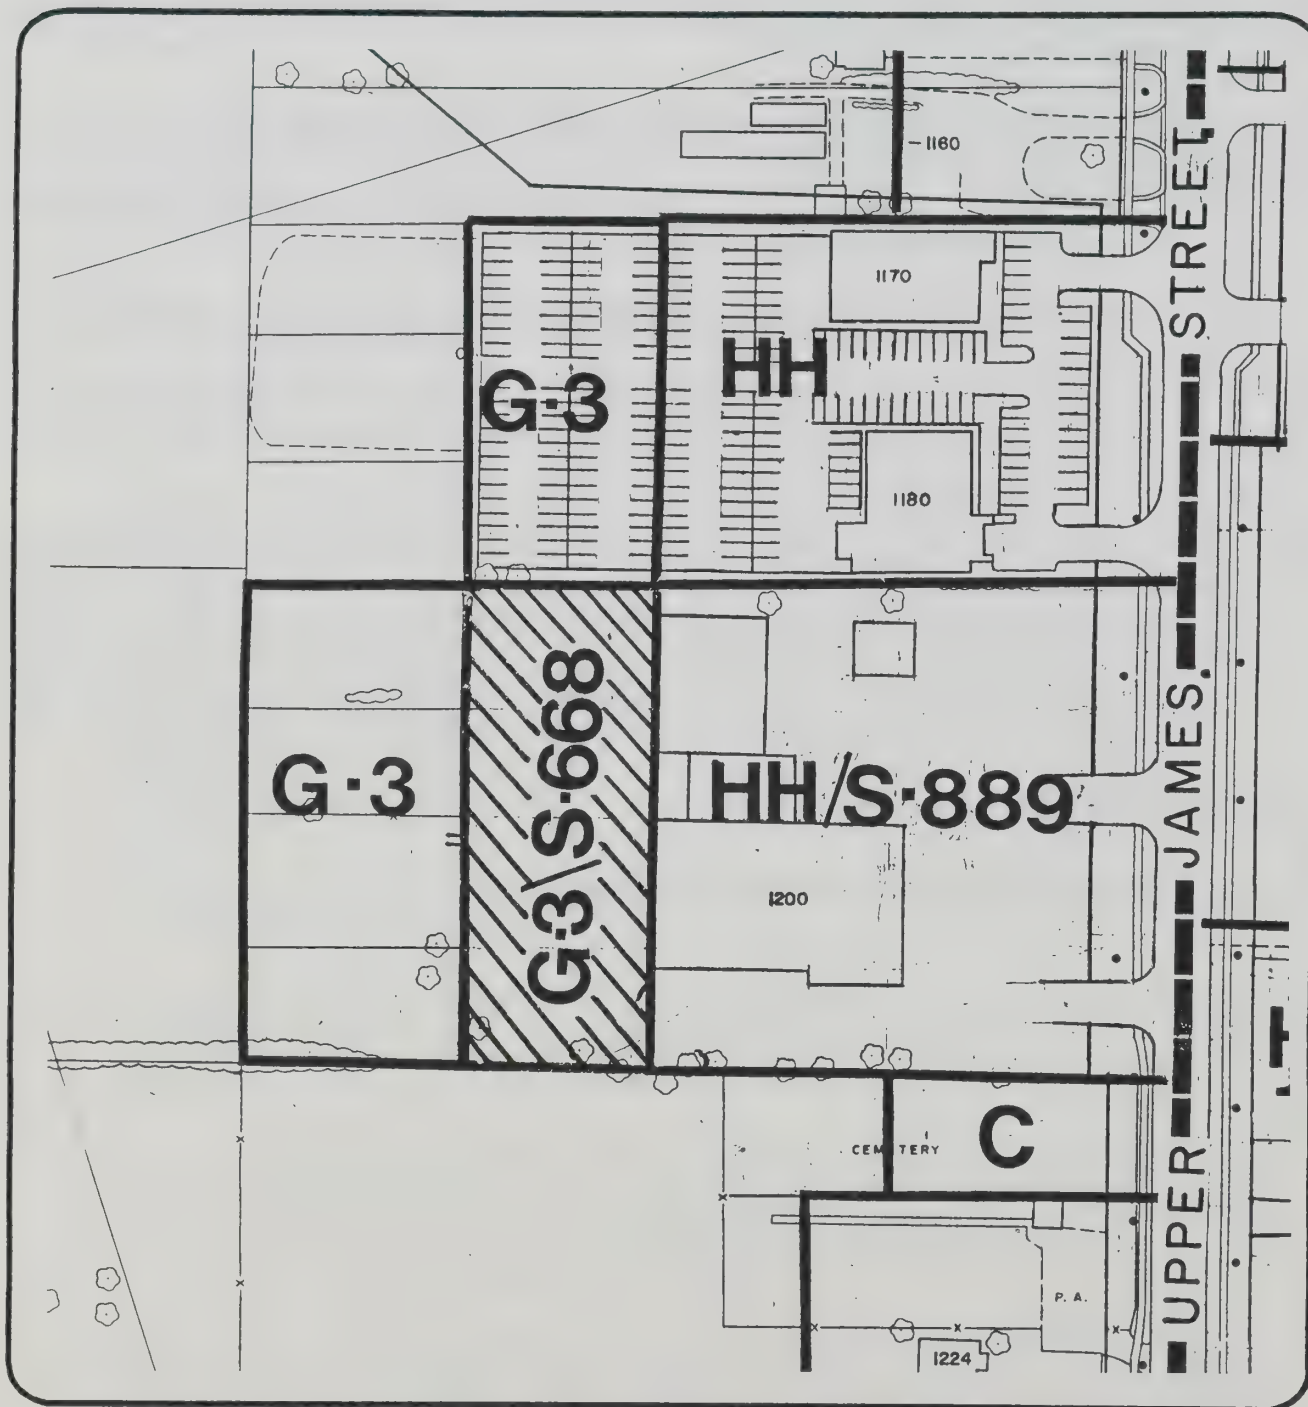 1160
1170
G·3
HH
1180
G·3/S·668
G·3
HH/S·889
1200
CEMETERY
C
P. A.
1224
UPPER JAMES STREET